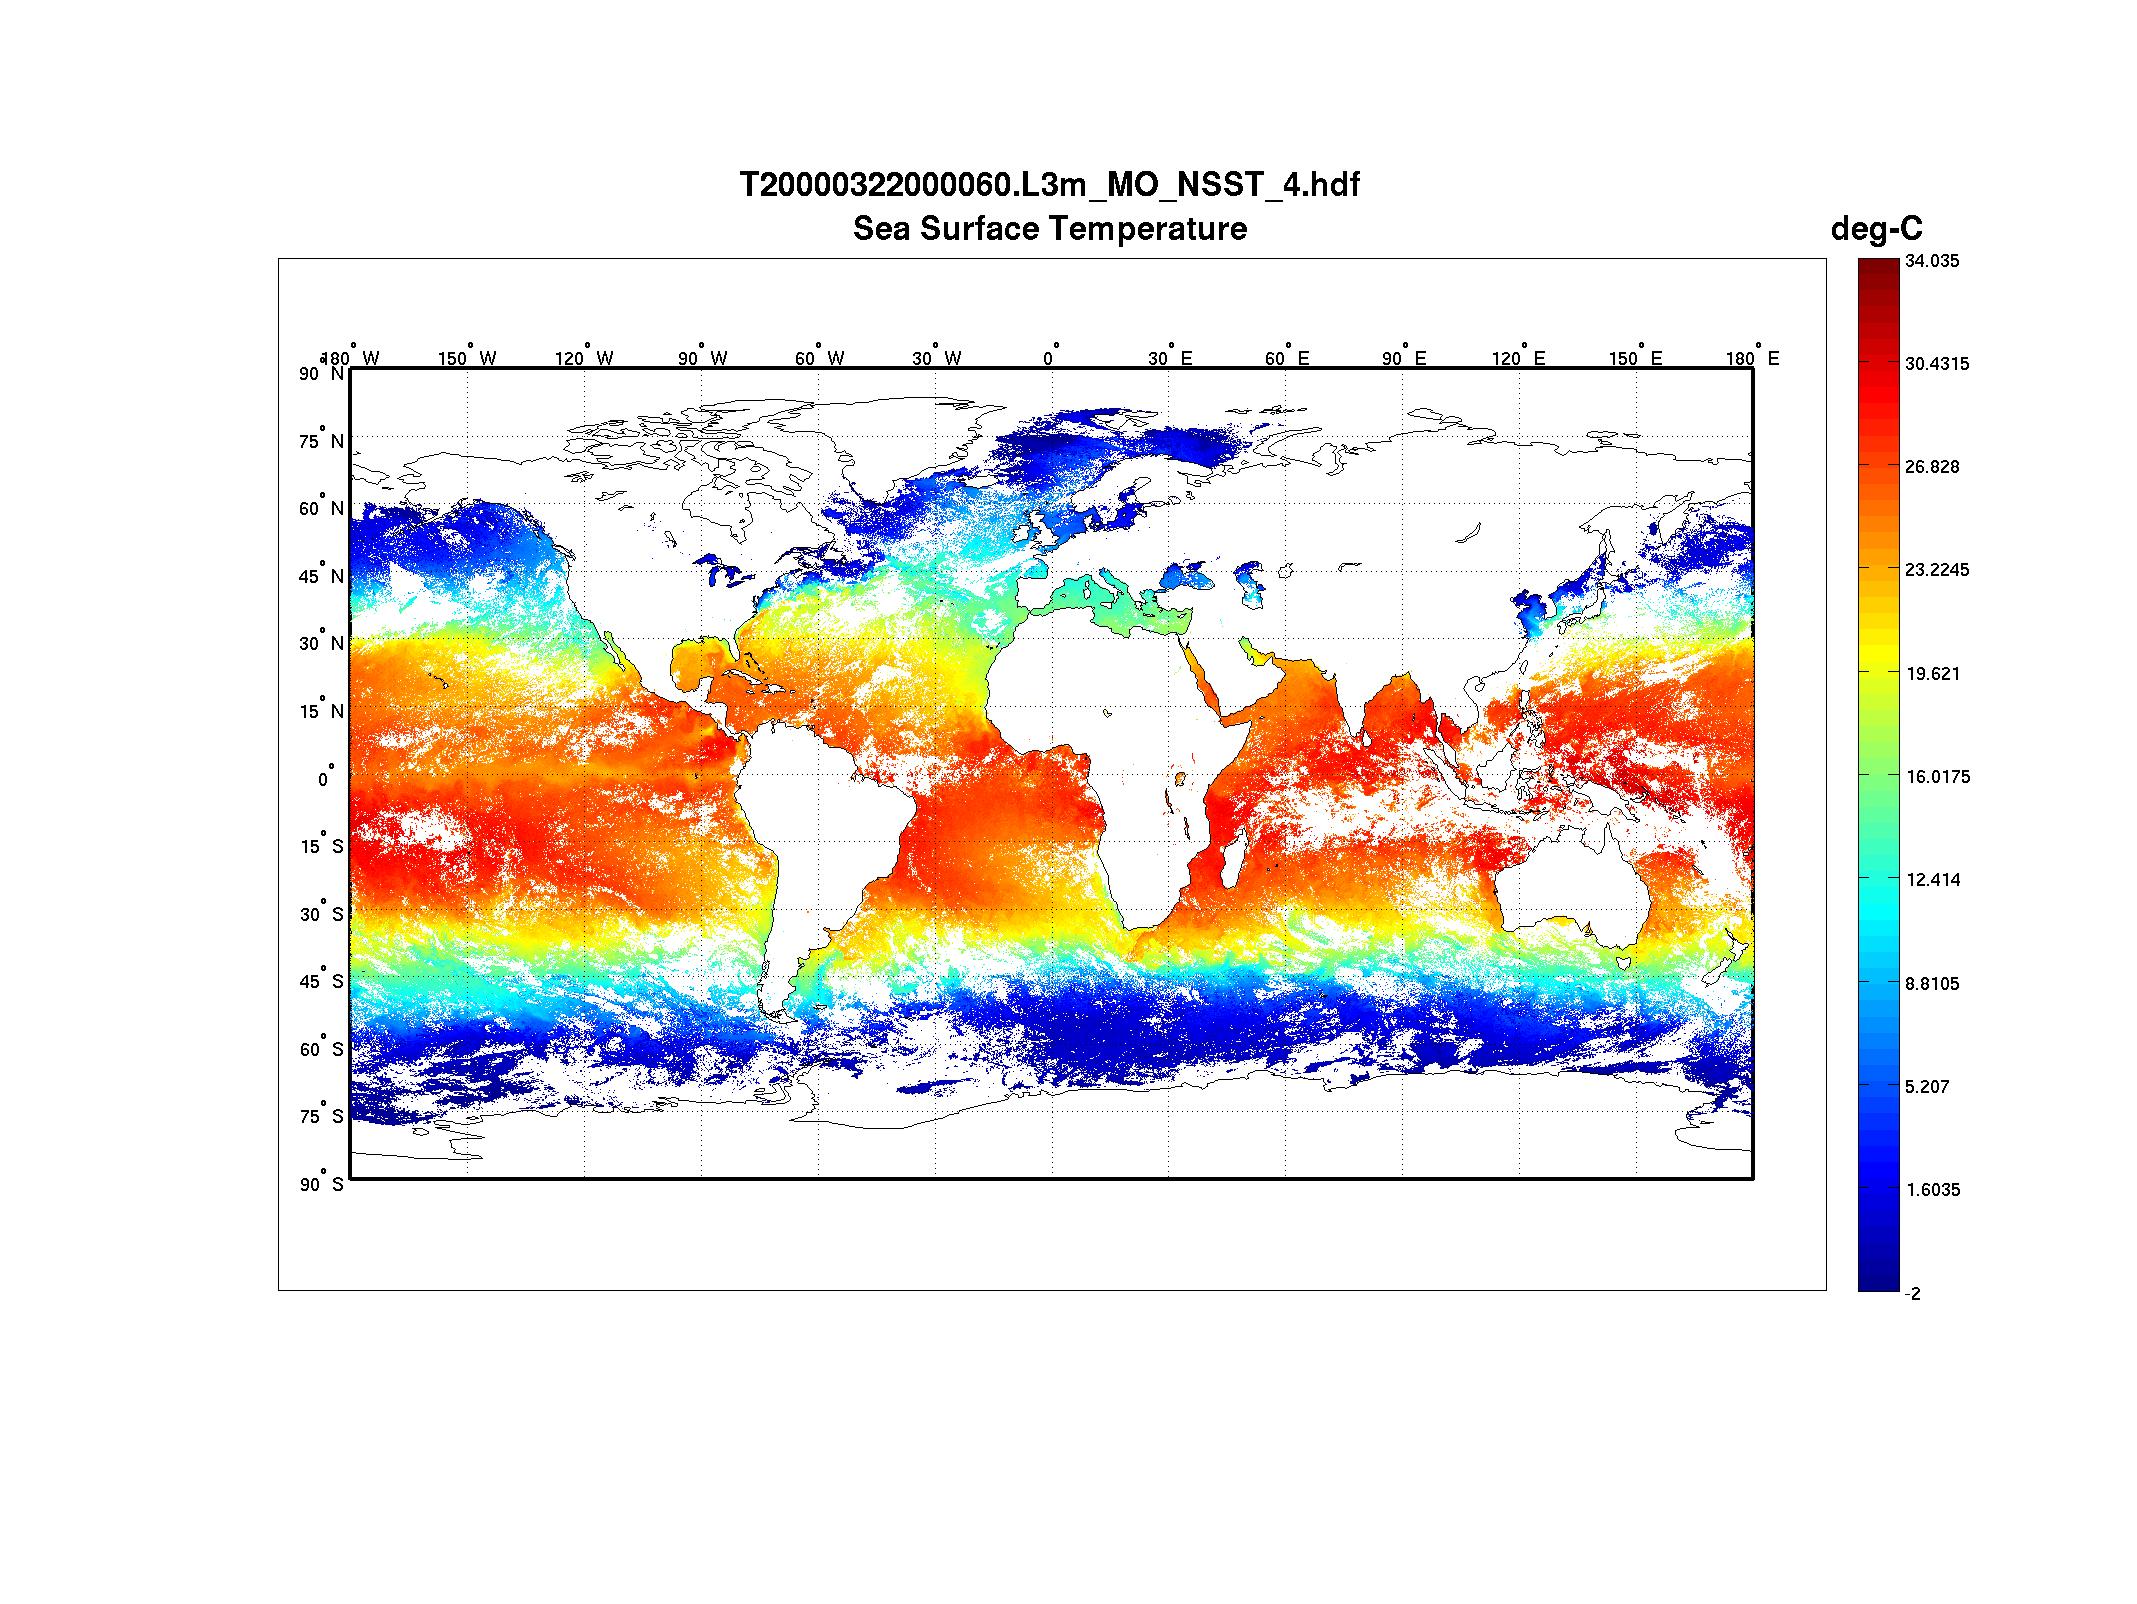 T20000322000060.L3m_MO_NSST_4.hdf
Sea Surface Temperature
deg-C
180° W 150° W 120° W 90° W 60° W 30° W 0° 30° E 60° E 90° E 120° E 150° E 180° E
90° N
75° N
60° N
45° N
30° N
15° N
0°
15° S
30° S
45° S
60° S
75° S
90° S
34.035
30.4315
26.828
23.2245
19.621
16.0175
12.414
8.8105
5.207
1.6035
-2